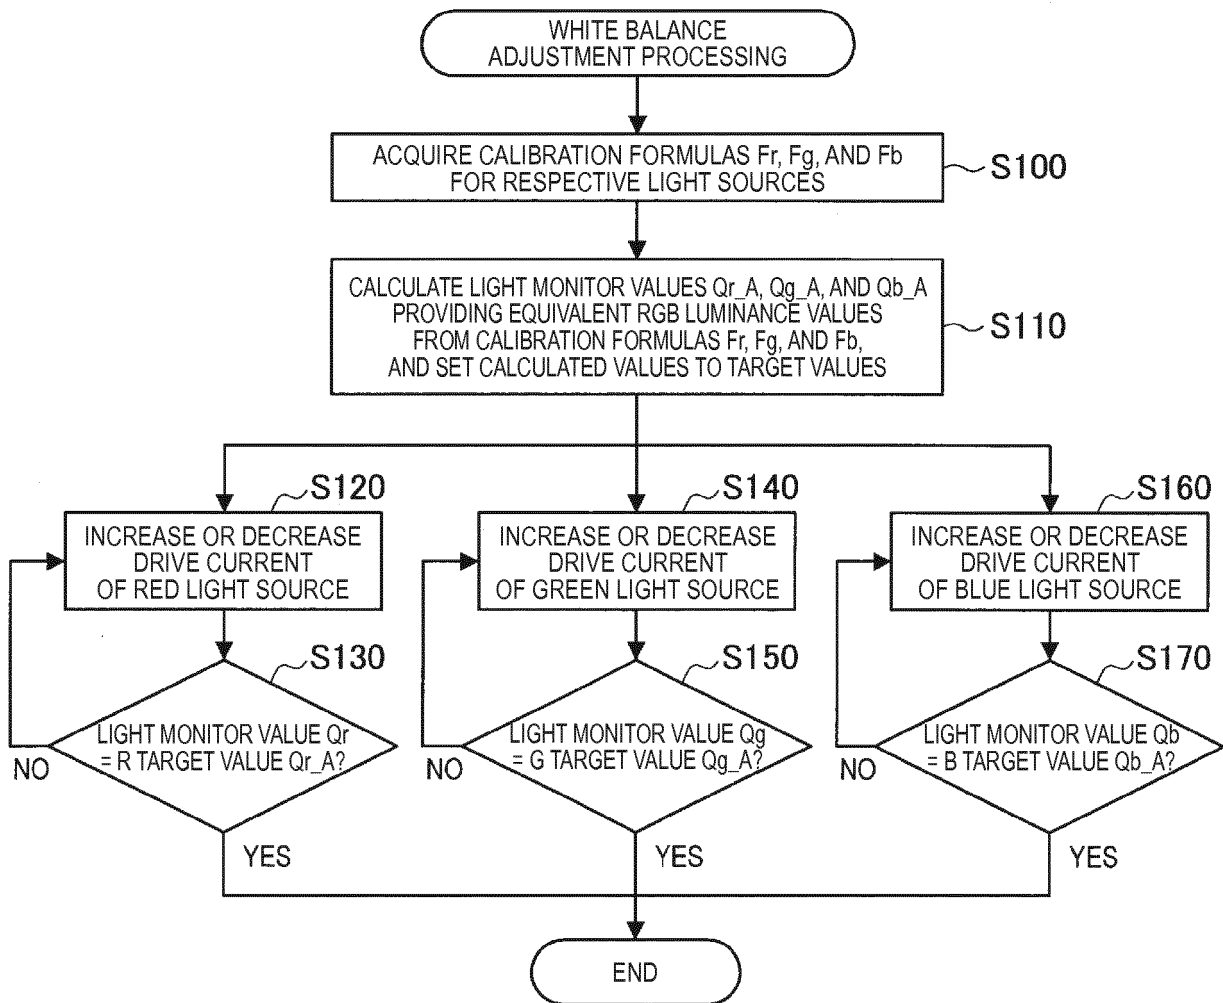 WHITE BALANCE
ADJUSTMENT PROCESSING
ACQUIRE CALIBRATION FORMULAS Fr, Fg, AND Fb
FOR RESPECTIVE LIGHT SOURCES
S100
CALCULATE LIGHT MONITOR VALUES Qr_A, Qg_A, AND Qb_A
PROVIDING EQUIVALENT RGB LUMINANCE VALUES
FROM CALIBRATION FORMULAS Fr, Fg, AND Fb,
AND SET CALCULATED VALUES TO TARGET VALUES
S110
S120
INCREASE OR DECREASE
DRIVE CURRENT
OF RED LIGHT SOURCE
S130
LIGHT MONITOR VALUE Qr
= R TARGET VALUE Qr_A?
NO
YES
S140
INCREASE OR DECREASE
DRIVE CURRENT
OF GREEN LIGHT SOURCE
S150
LIGHT MONITOR VALUE Qg
= G TARGET VALUE Qg_A?
NO
YES
S160
INCREASE OR DECREASE
DRIVE CURRENT
OF BLUE LIGHT SOURCE
S170
LIGHT MONITOR VALUE Qb
= B TARGET VALUE Qb_A?
NO
YES
END